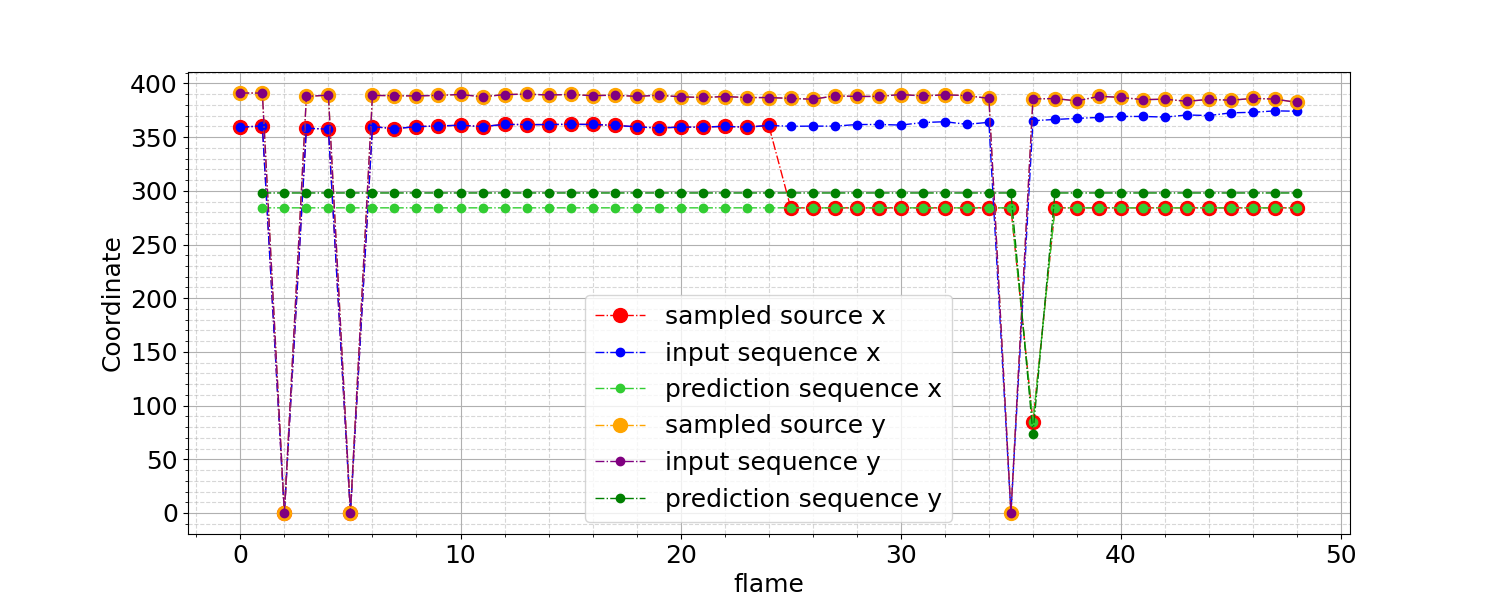 400
350
300
250
200
150
100
50
0
Coordinate
sampled source x
input sequence x
prediction sequence x
sampled source y
input sequence y
prediction sequence y
0 10 20 30 40 50
flame